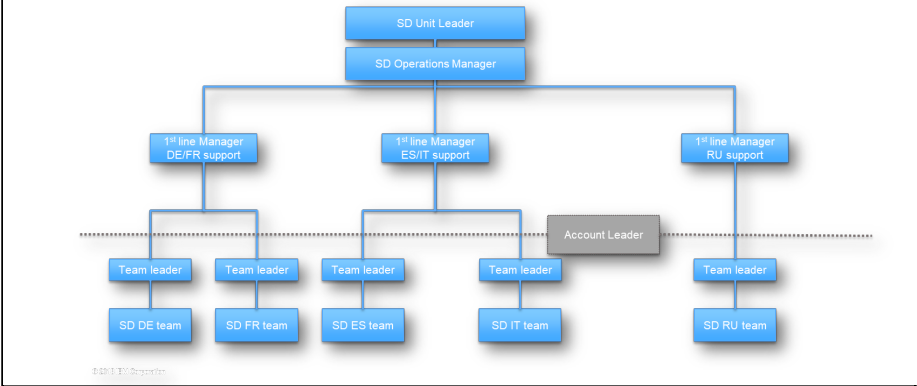 SD Unit Leader
SD Operations Manager
1st line Manager
DE/FR support
1st line Manager
ES/IT support
1st line Manager
RU support
Account Leader
Team leader
Team leader
Team leader
Team leader
Team leader
SD DE team
SD FR team
SD ES team
SD IT team
SD RU team